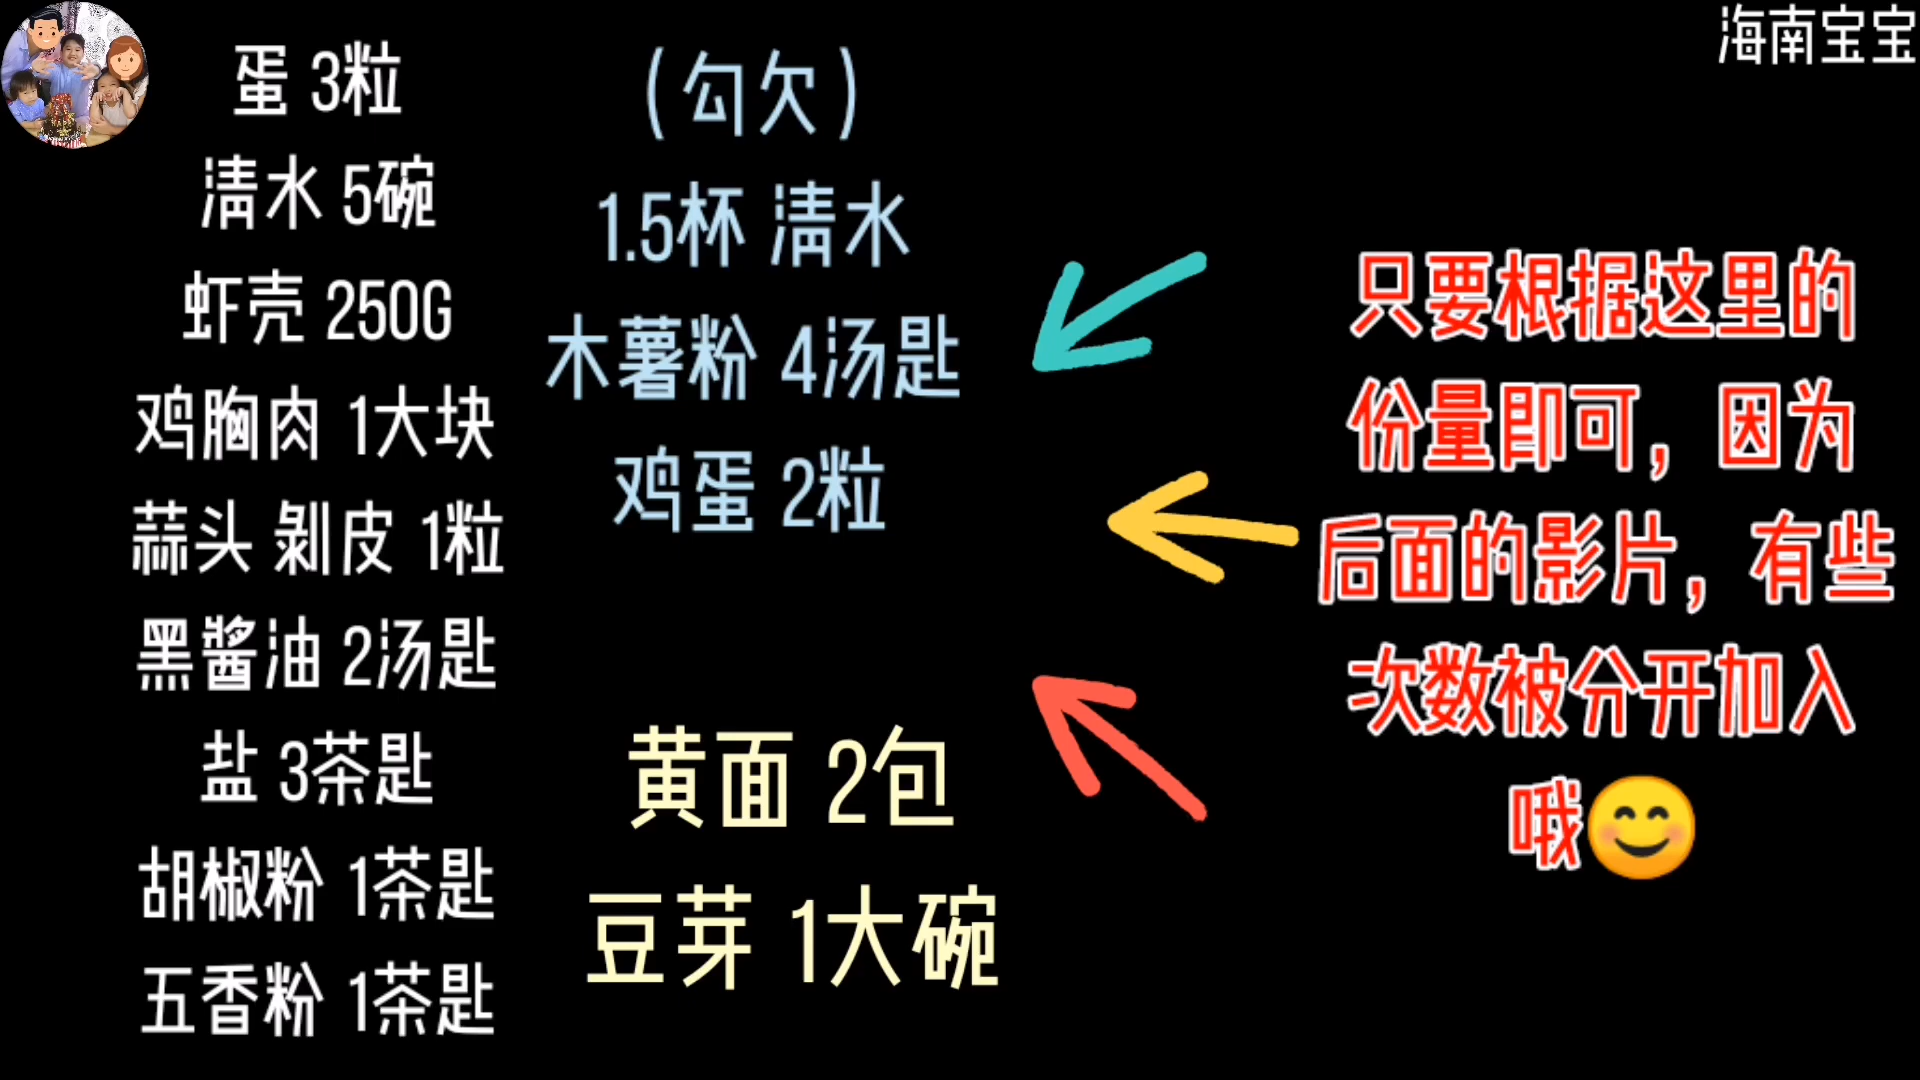 海南宝宝
蛋 3粒
清水 5碗
虾壳 250G
鸡胸肉 1大块
蒜头 剝皮 1粒
黑醬油 2汤匙
盐 3茶匙
胡椒粉 1茶匙
五香粉 1茶匙
（勾欠）
1.5杯 清水
木薯粉 4汤匙
鸡蛋 2粒
黄面 2包
豆芽 1大碗
只要根据这里的
份量即可，因为
后面的影片，有些
次数被分开加入
哦😊